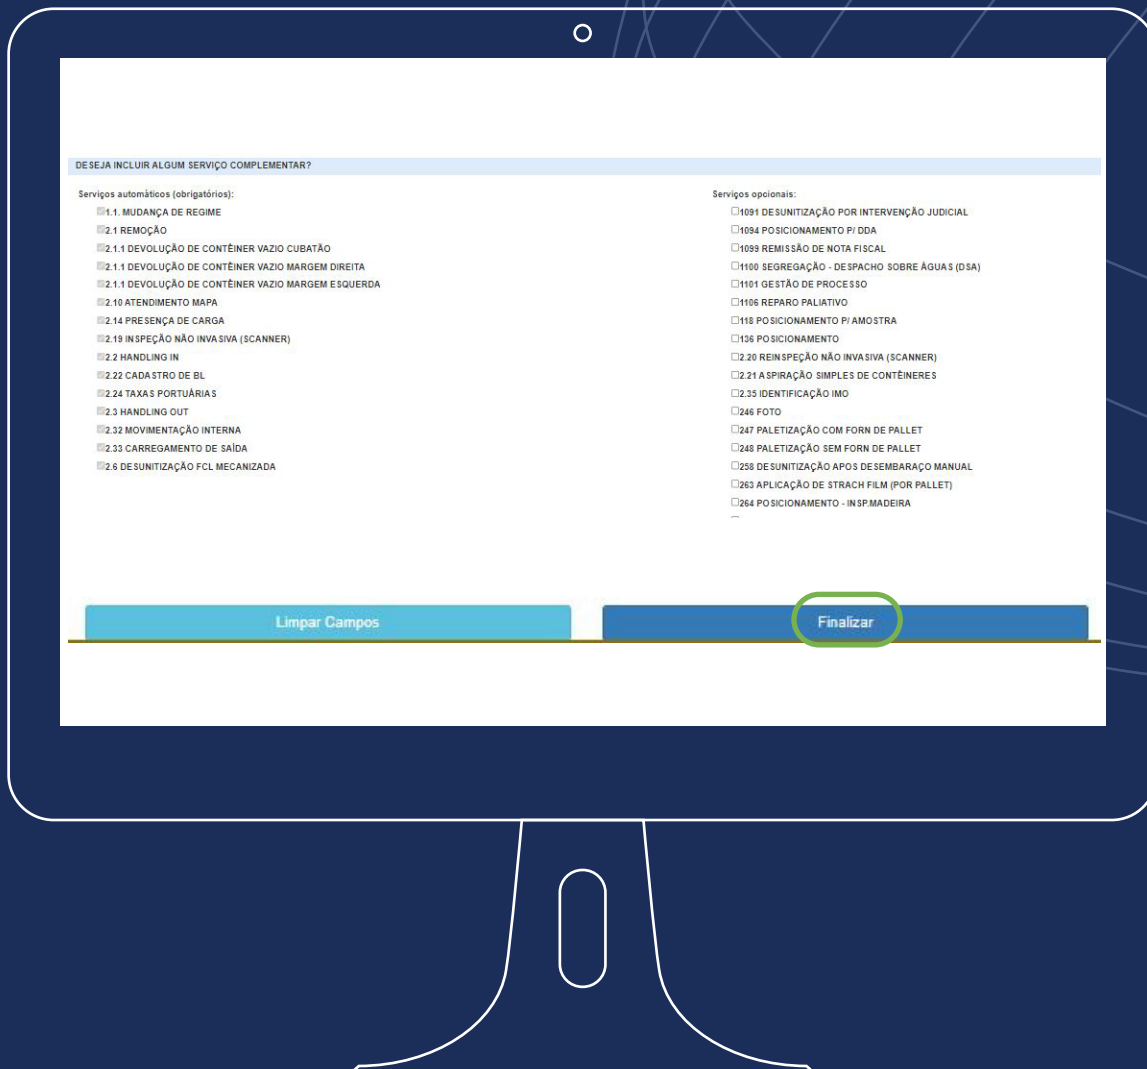 DESEJA INCLUIR ALGUM SERVIÇO COMPLEMENTAR?
Serviços automáticos (obrigatórios):
1.1. MUDANÇA DE REGIME
2.1 REMOÇÃO
2.1.1 DEVOLUÇÃO DE CONTÊINER VAZIO CUBATÃO
2.1.1 DEVOLUÇÃO DE CONTÊINER VAZIO MARGEM DIREITA
2.1.1 DEVOLUÇÃO DE CONTÊINER VAZIO MARGEM ESQUERDA
2.10 ATENDIMENTO MAPA
2.14 PRESENÇA DE CARGA
2.19 INSPEÇÃO NÃO INVASIVA (SCANNER)
2.2 HANDLING IN
2.22 CADASTRO DE BL
2.24 TAXAS PORTUÁRIAS
2.3 HANDLING OUT
2.32 MOVIMENTAÇÃO INTERNA
2.33 CARREGAMENTO DE SAÍDA
2.6 DESUNITIZAÇÃO FCL MECANIZADA
Serviços opcionais:
1091 DESUNITIZAÇÃO POR INTERVENÇÃO JUDICIAL
1094 POSICIONAMENTO P/ DDA
1099 REMISSÃO DE NOTA FISCAL
1100 SEGREGAÇÃO - DESPACHO SOBRE ÁGUAS (DSA)
1101 GESTÃO DE PROCESSO
1106 REPARO PALIATIVO
118 POSICIONAMENTO P/ AMOSTRA
136 POSICIONAMENTO
2.20 REINSPEÇÃO NÃO INVASIVA (SCANNER)
2.21 ASPIRAÇÃO SIMPLES DE CONTÊINERES
2.35 IDENTIFICAÇÃO IMO
246 FOTO
247 PALETIZAÇÃO COM FORN DE PALLET
248 PALETIZAÇÃO SEM FORN DE PALLET
258 DESUNITIZAÇÃO APOS DESEMBARAÇO MANUAL
263 APLICAÇÃO DE STRACH FILM (POR PALLET)
264 POSICIONAMENTO - INSP.MADEIRA
Limpar Campos
Finalizar